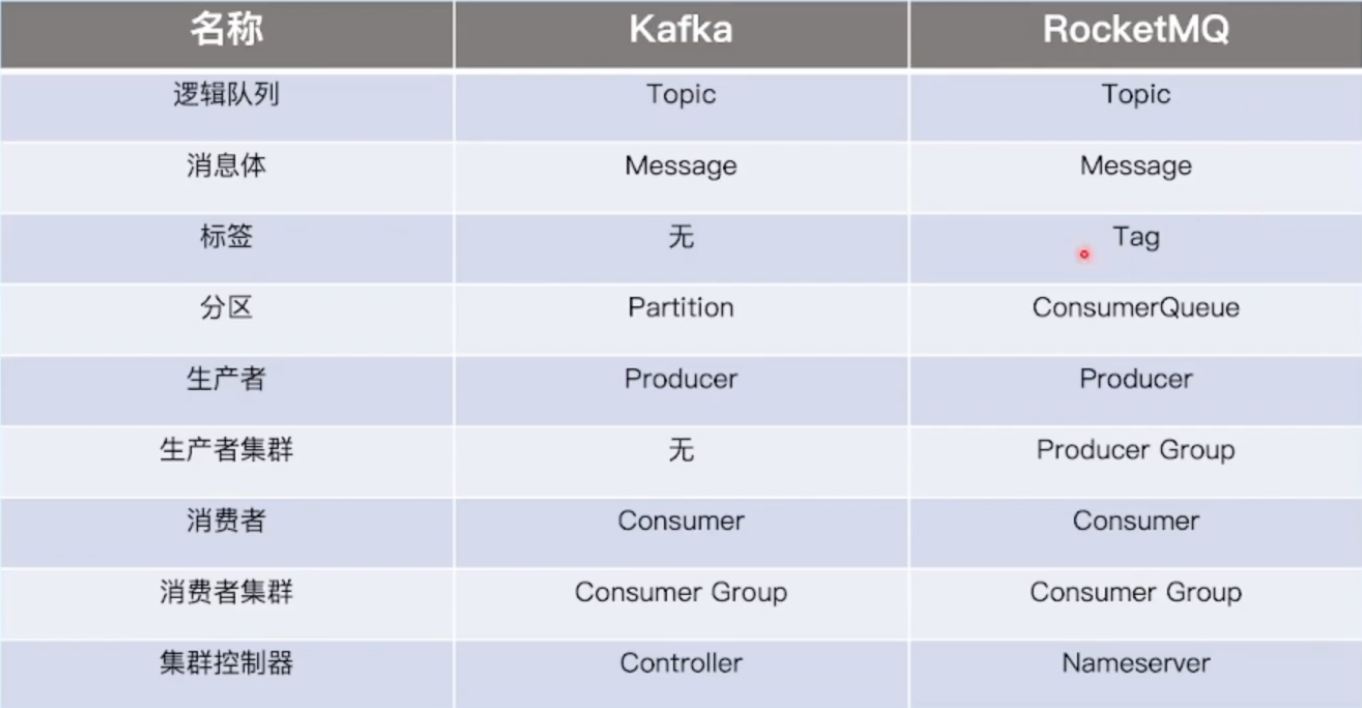 名称 Kafka RocketMQ
逻辑队列 Topic Topic
消息体 Message Message
标签 无 Tag
分区 Partition ConsumerQueue
生产者 Producer Producer
生产者集群 无 Producer Group
消费者 Consumer Consumer
消费者集群 Consumer Group Consumer Group
集群控制器 Controller Nameserver